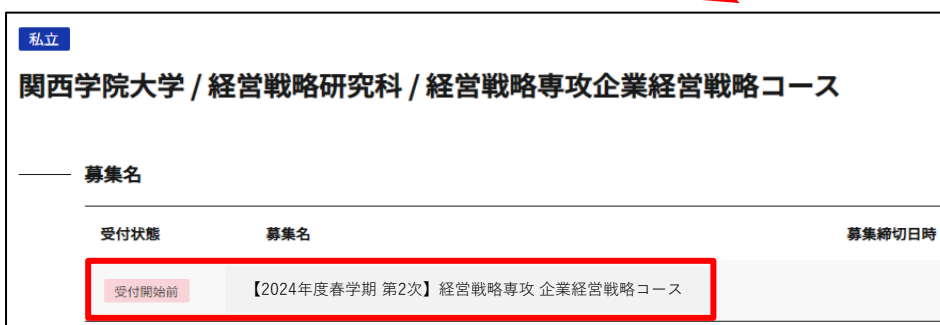 私立
関西学院大学 / 経営戦略研究科 / 経営戦略専攻企業経営戦略コース
募集名
受付状態 募集名 募集締切日時
受付開始前 【2024年度春学期 第2次】経営戦略専攻 企業経営戦略コース